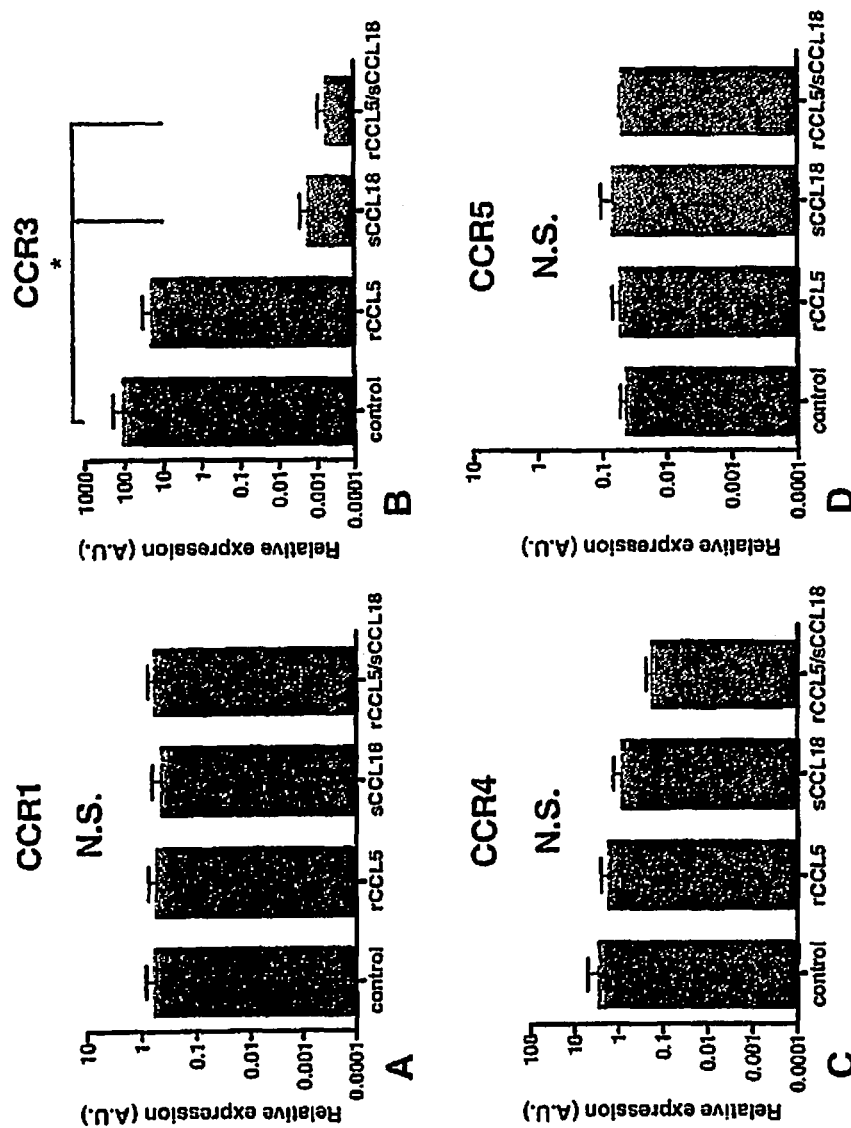 CCR1
N.S.
Relative expression (A.U.)
10
1
0.1
0.01
0.001
0.0001
control
rCCL5
sCCL18
rCCL5/sCCL18
A
CCR3
*
Relative expression (A.U.)
1000
100
10
1
0.1
0.01
0.001
0.0001
control
rCCL5
sCCL18
rCCL5/sCCL18
B
CCR4
N.S.
Relative expression (A.U.)
100
10
1
0.1
0.01
0.001
0.0001
control
rCCL5
sCCL18
rCCL5/sCCL18
C
CCR5
N.S.
Relative expression (A.U.)
10
1
0.1
0.01
0.001
0.0001
control
rCCL5
sCCL18
rCCL5/sCCL18
D